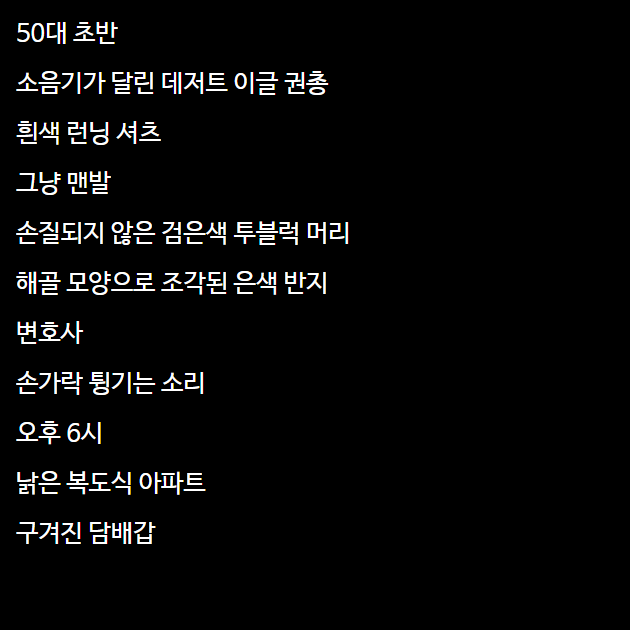 50대 초반
소음기가 달린 데저트 이글 권총
흰색 런닝 셔츠
그냥 맨발
손질되지 않은 검은색 투블럭 머리
해골 모양으로 조각된 은색 반지
변호사
손가락 튕기는 소리
오후 6시
낡은 복도식 아파트
구겨진 담배갑